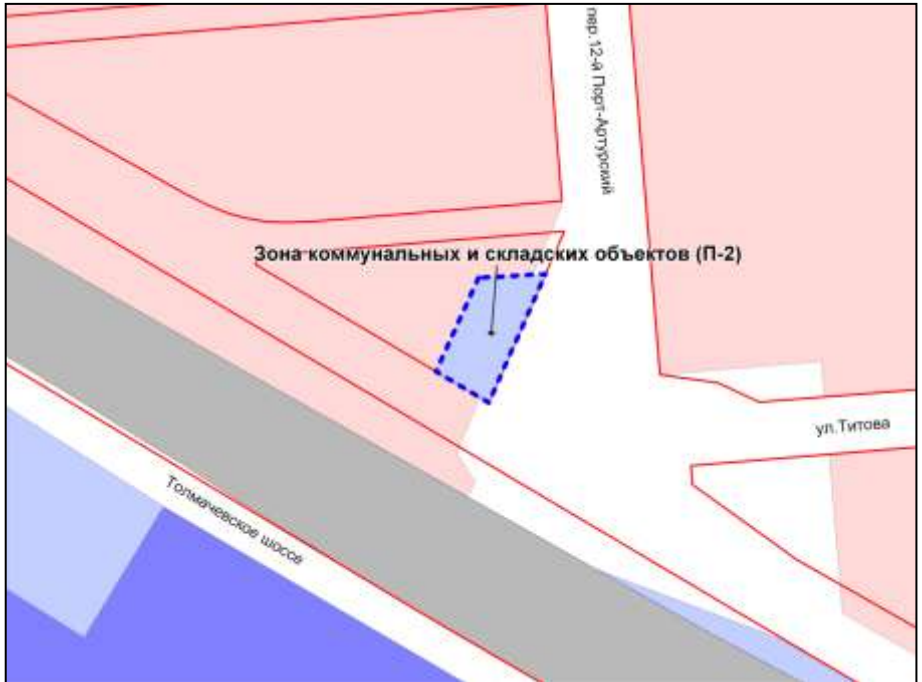 пер.12-й Порт-Артурский
Зона коммунальных и складских объектов (П-2)
ул.Титова
Толмачевское шоссе